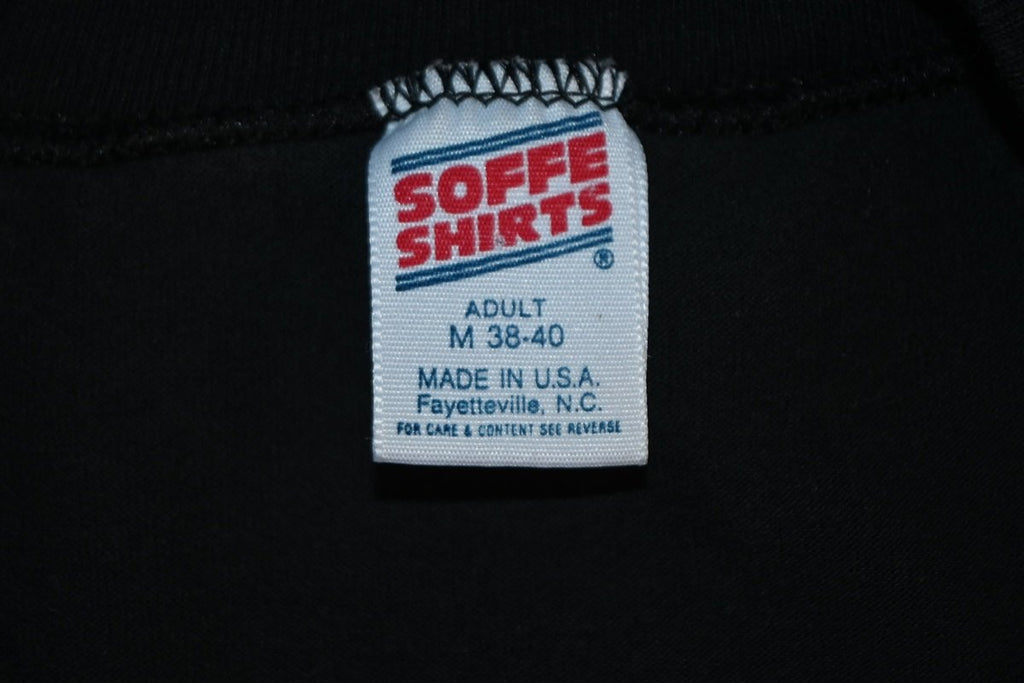 SOFFE
SHIRTS
®
ADULT
M 38-40
MADE IN U.S.A.
Fayetteville, N.C.
FOR CARE & CONTENT SEE REVERSE